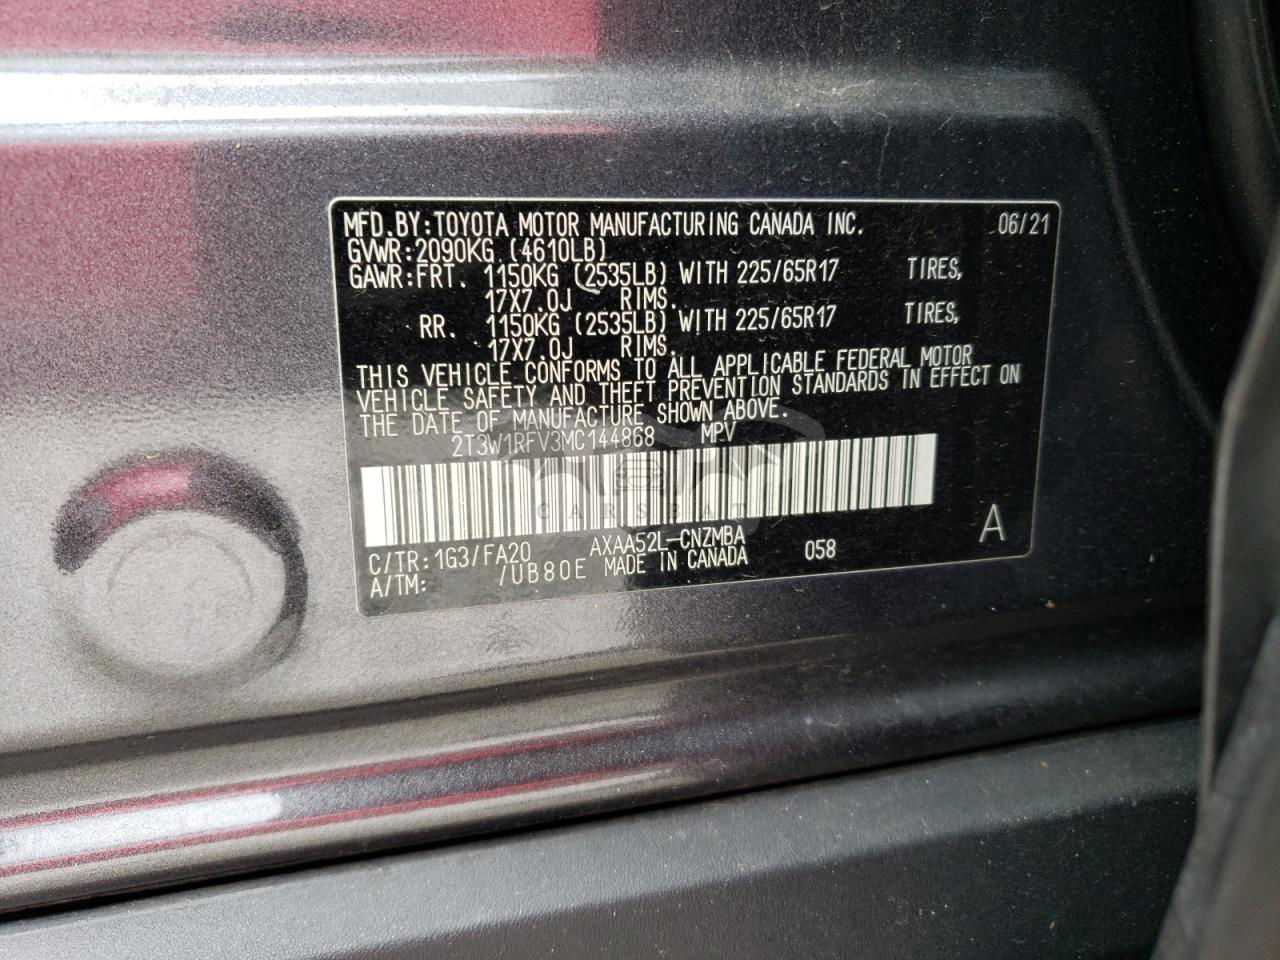 MFD.BY:TOYOTA MOTOR MANUFACTURING CANADA INC. 06/21
GVWR:2090KG (4610LB)
GAWR:FRT. 1150KG (2535LB) WITH 225/65R17 TIRES,
17X7.0J RIMS.
RR. 1150KG (2535LB) WITH 225/65R17 TIRES,
17X7.0J RIMS.
THIS VEHICLE CONFORMS TO ALL APPLICABLE FEDERAL MOTOR
VEHICLE SAFETY AND THEFT PREVENTION STANDARDS IN EFFECT ON
THE DATE OF MANUFACTURE SHOWN ABOVE.
2T3W1RFV3MC144868 MPV
CARSBAT
C/TR:1G3/FA20 AXAA52L-CNZMBA 058 A
A/TM: /UB80E MADE IN CANADA